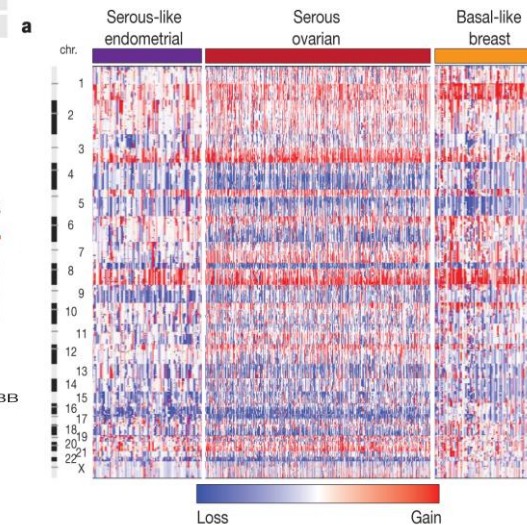 a
Serous-like
endometrial
Serous
ovarian
Basal-like
breast
chr.
1
2
3
4
5
6
7
8
9
10
11
12
13
14
15
16
17
18
19
20
21
22
X
BB
Loss
Gain